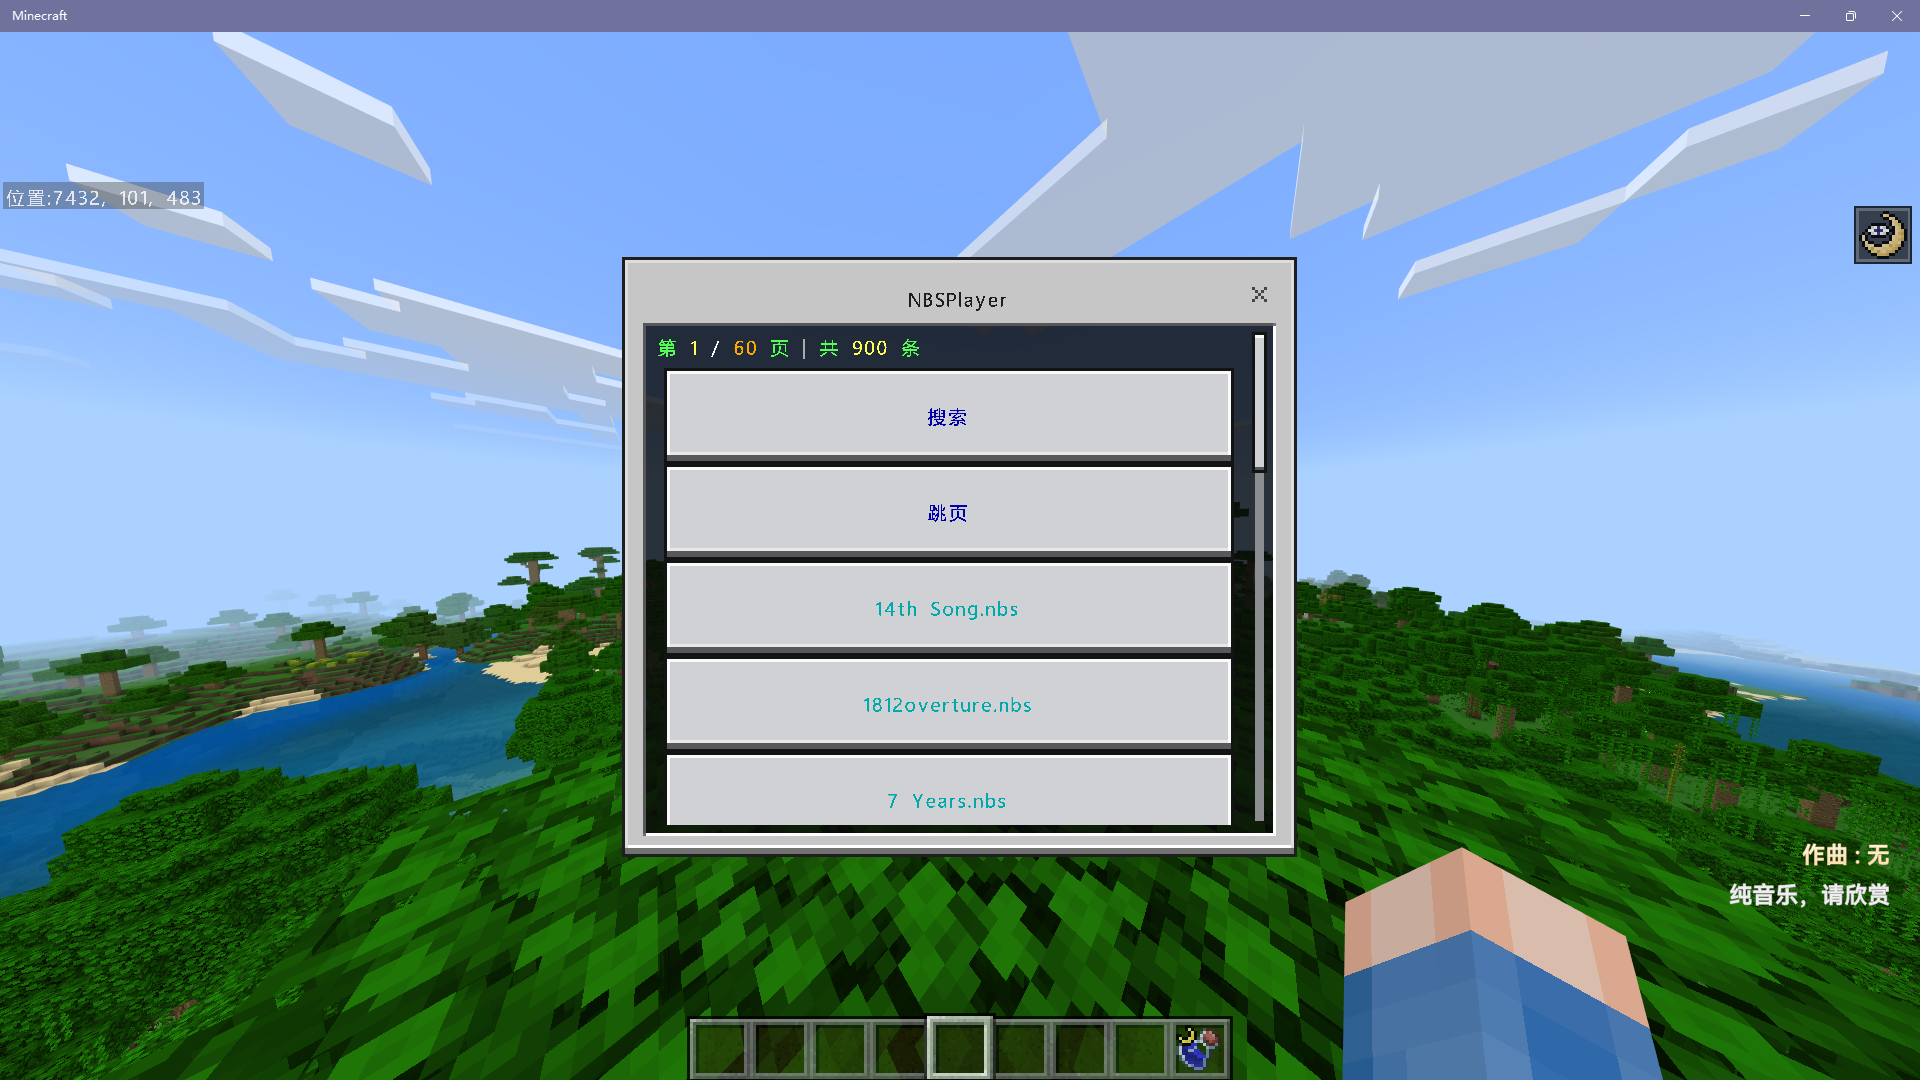 Minecraft
位置:7432, 101, 483
NBSPlayer
第 1 / 60 页 | 共 900 条
搜索
跳页
14th Song.nbs
1812overture.nbs
7 Years.nbs
作曲 : 无
纯音乐，请欣赏